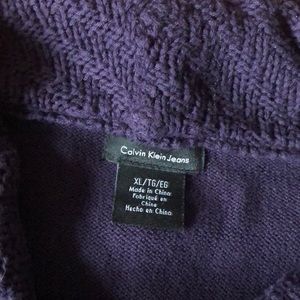 Calvin Klein Jeans
XL/TG/EG
Made in China
Fabriqué en
Chine
Hecho en China